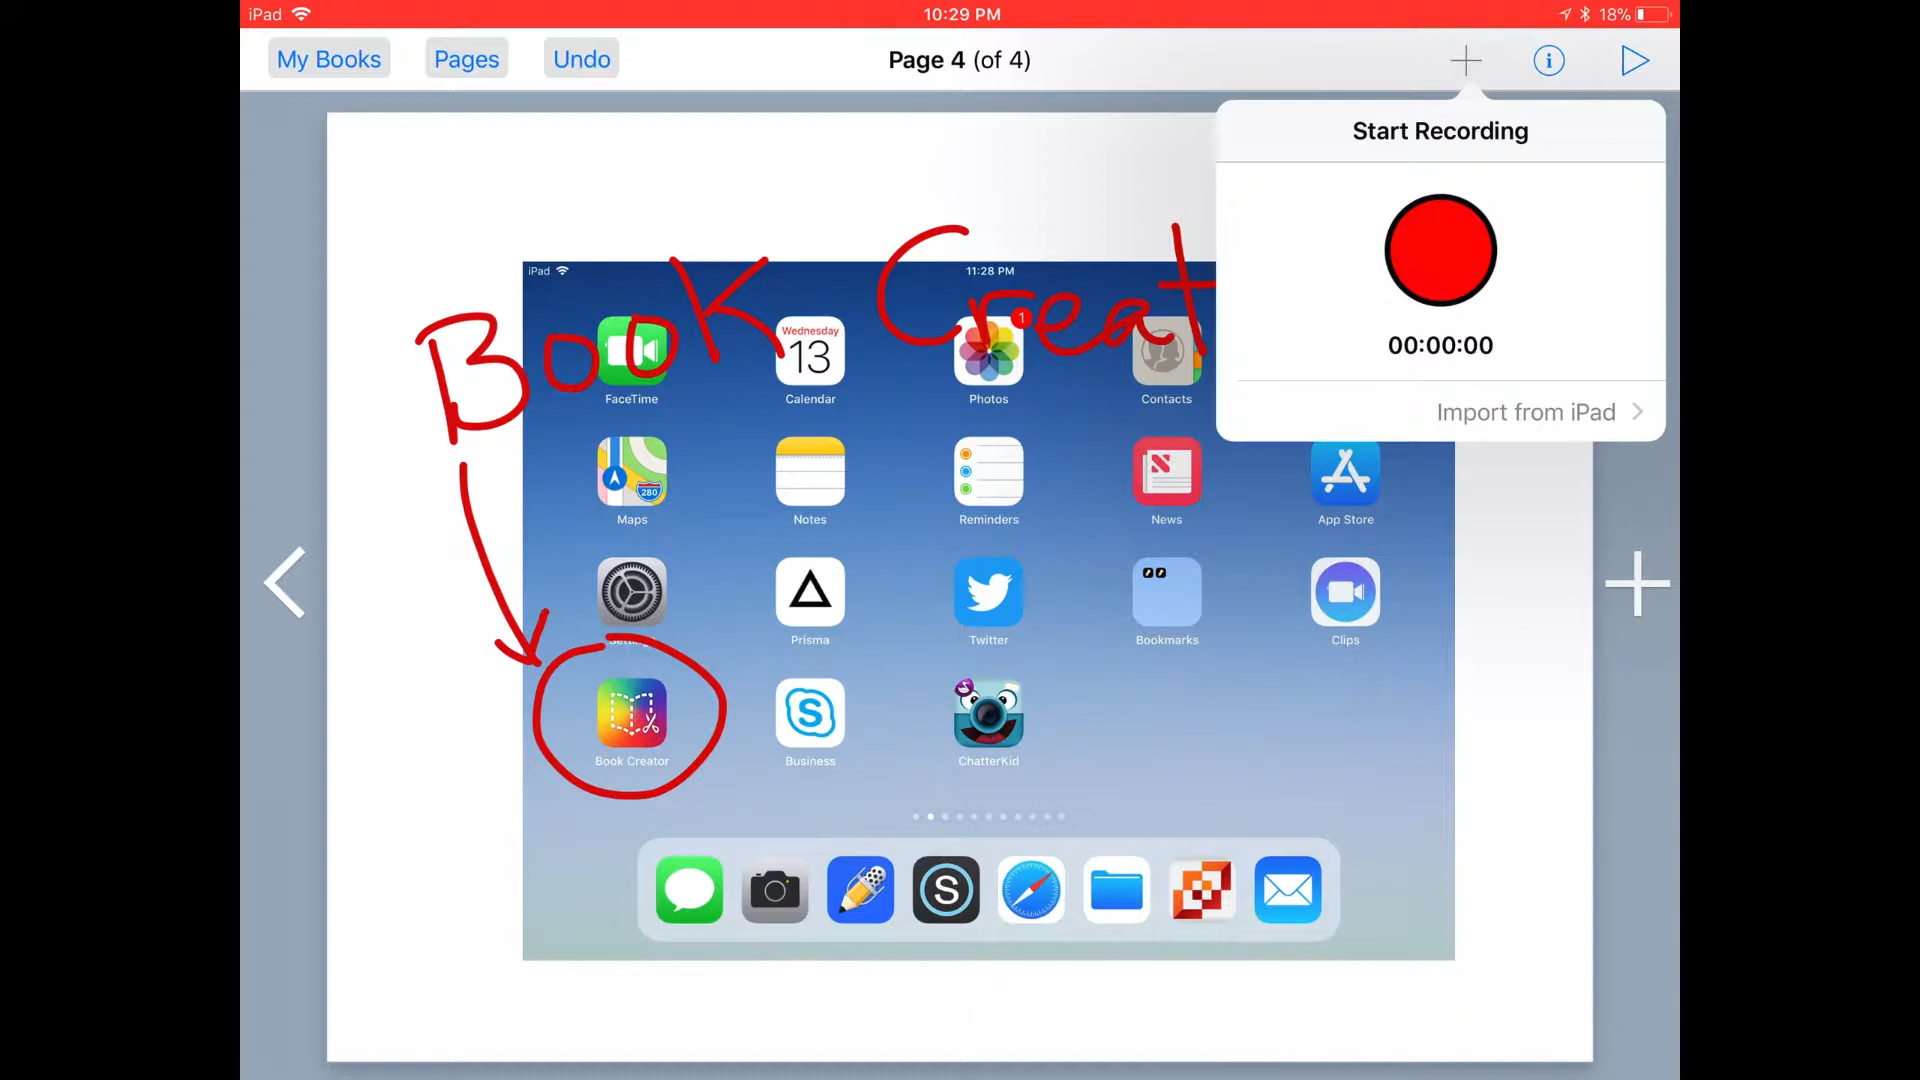 iPad 10:29 PM 18%
My Books Pages Undo Page 4 (of 4)
Start Recording
00:00:00
Import from iPad
Book Creat
iPad 11:28 PM
Wednesday
13
1
FaceTime Calendar Photos Contacts
280
Maps Notes Reminders News App Store
Prisma Twitter Bookmarks Clips
Book Creator Business ChatterKid